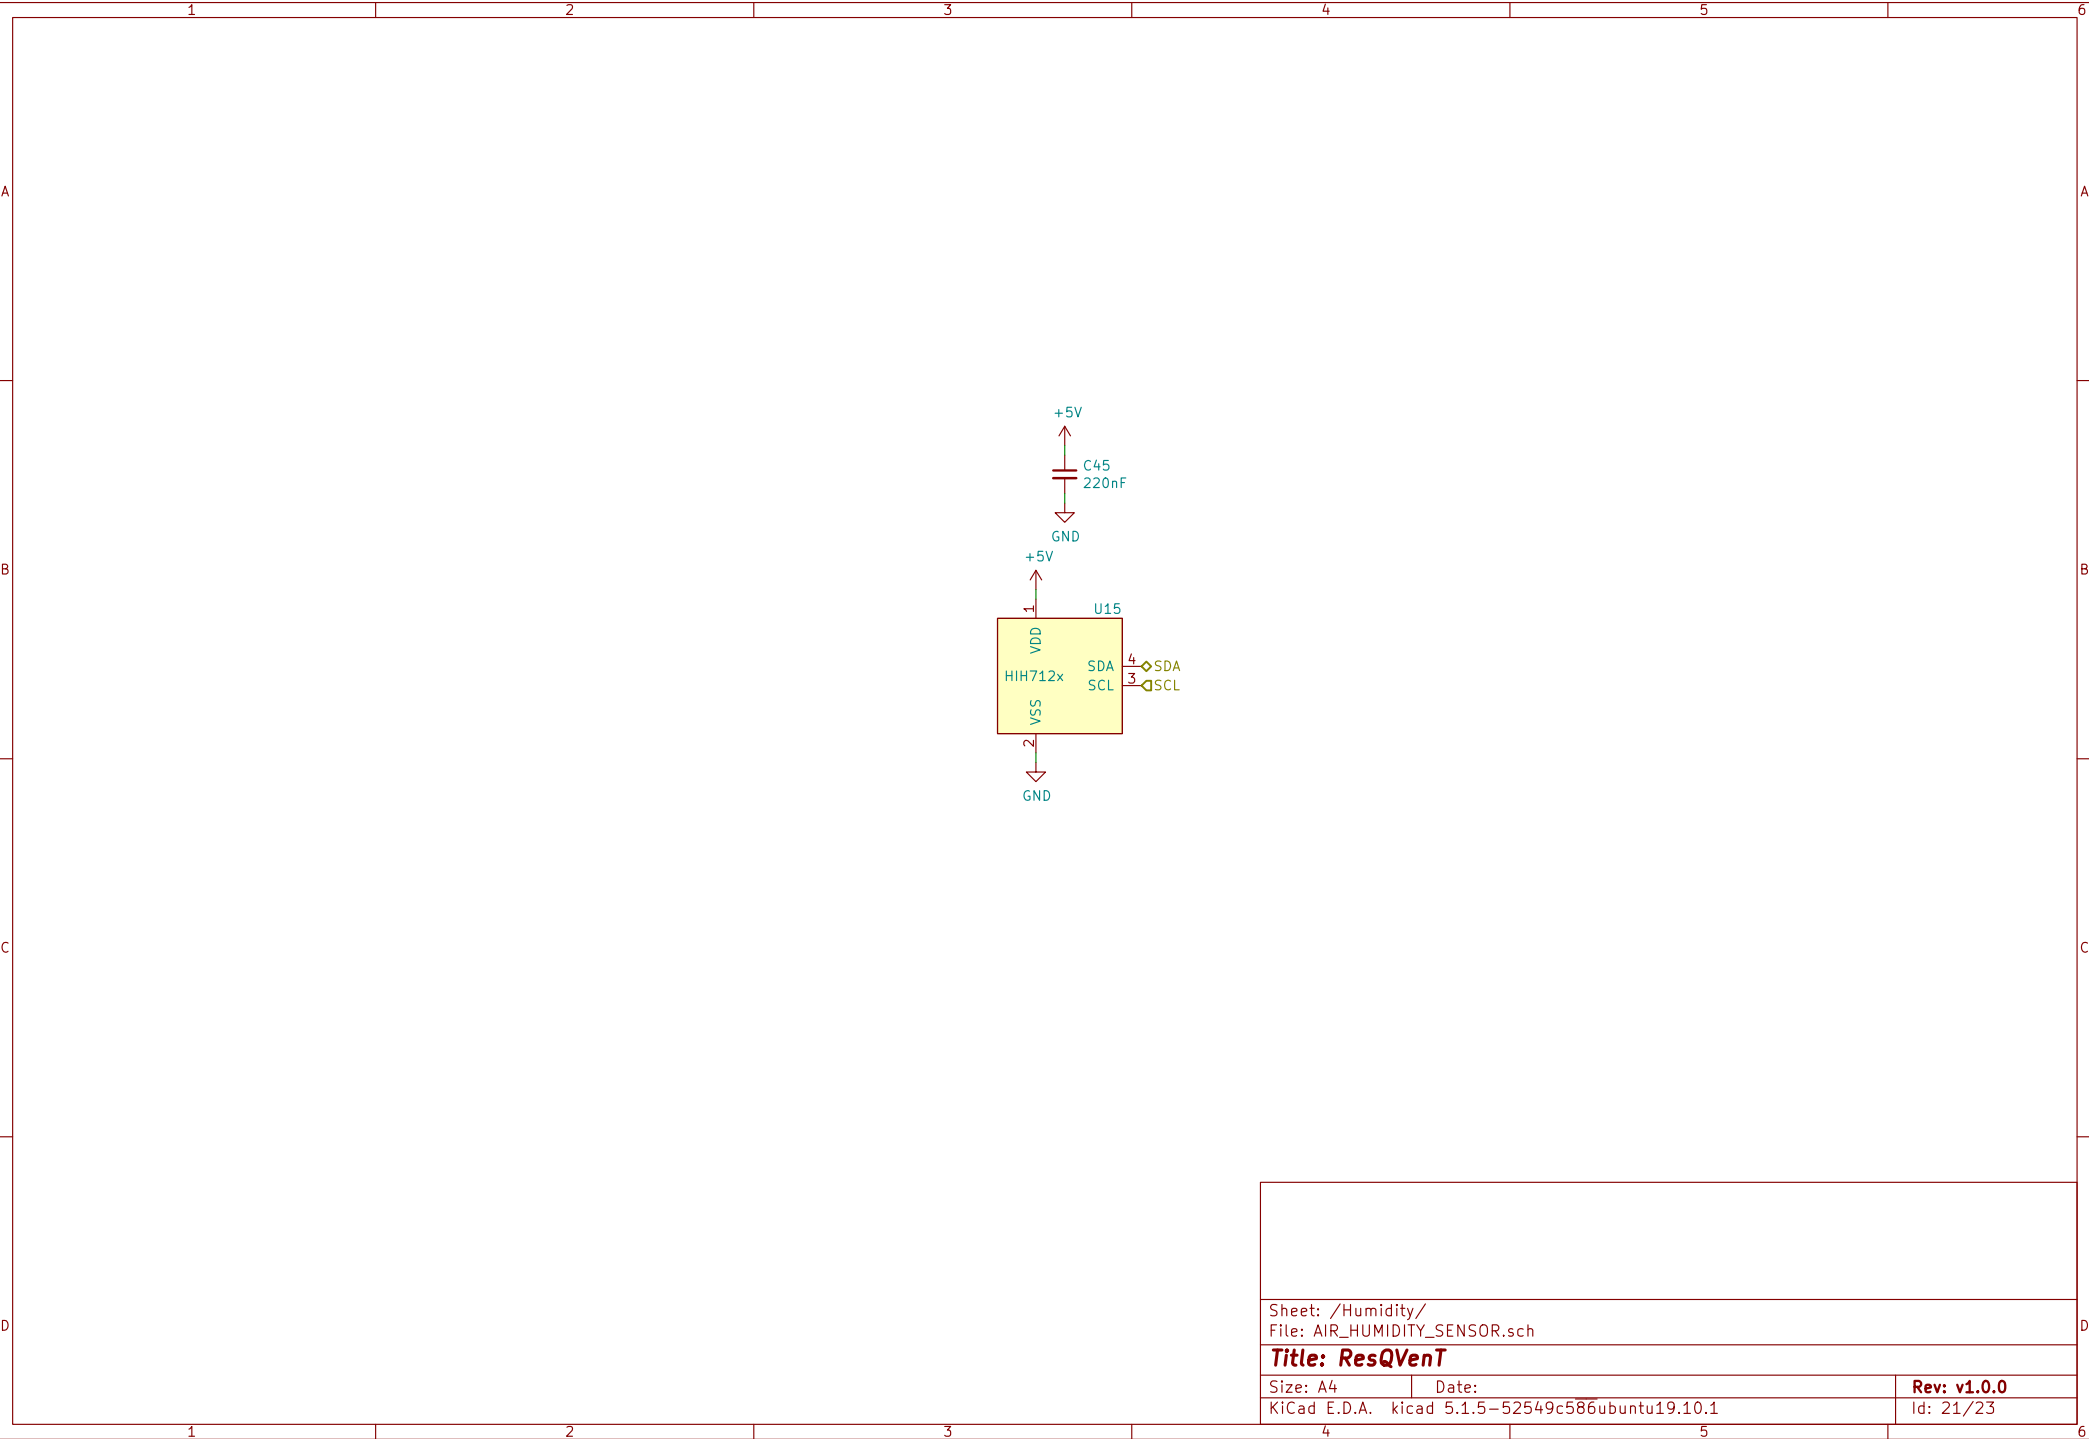 1 2 3 4 5 6
A A
+5V
C45
220nF
GND
+5V
B B
1
U15
VDD
SDA 4 SDA
HIH712x
SCL 3 SCL
VSS
2
GND
C C
Sheet: /Humidity/
D D
File: AIR_HUMIDITY_SENSOR.sch
Title: ResQVenT
Size: A4 Date: Rev: v1.0.0
KiCad E.D.A. kicad 5.1.5-52549c586ubuntu19.10.1 Id: 21/23
1 2 3 4 5 6